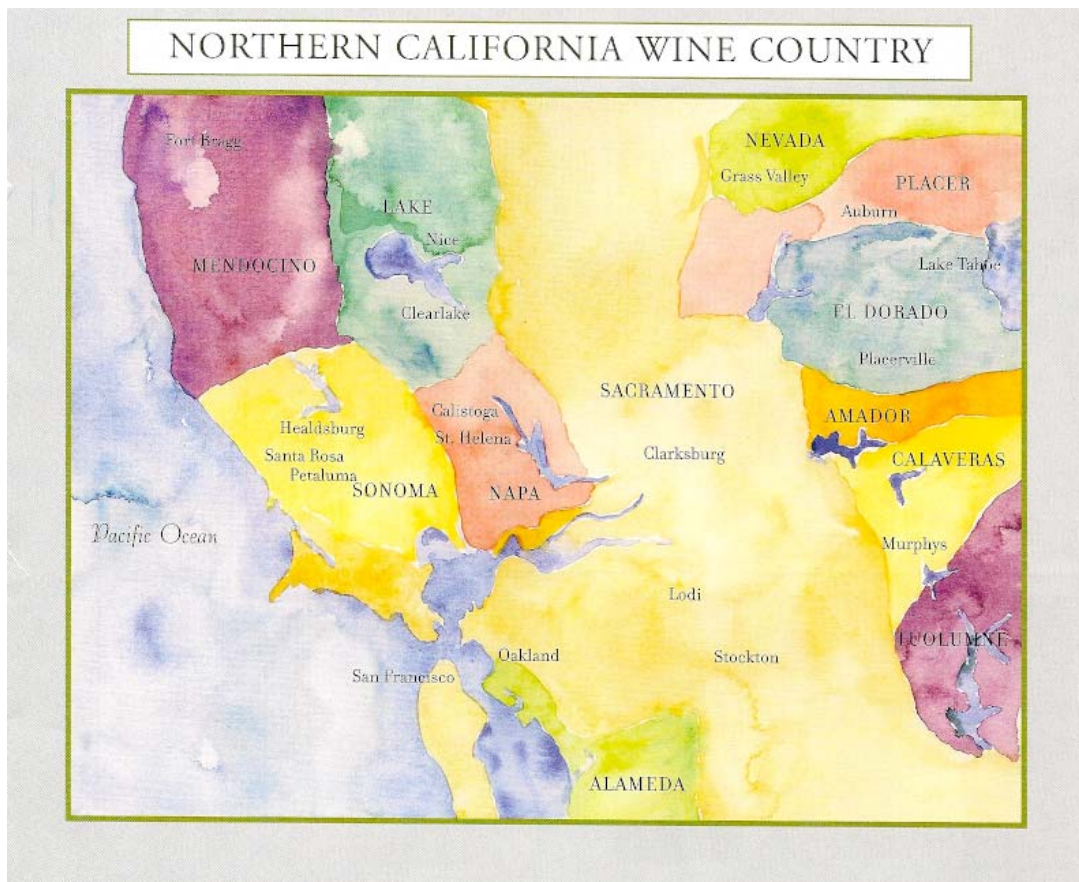 NORTHERN CALIFORNIA WINE COUNTRY
Fort Bragg
NEVADA
Grass Valley
PLACER
LAKE
Auburn
Nice
MENDOCINO
Lake Tahoe
Clearlake
EL DORADO
Placerville
SACRAMENTO
Calistoga
AMADOR
Healdsburg
St. Helena
Santa Rosa
Clarksburg
CALAVERAS
Petaluma
SONOMA
NAPA
Pacific Ocean
Murphys
Lodi
TUOLUMNE
Oakland
Stockton
San Francisco
ALAMEDA